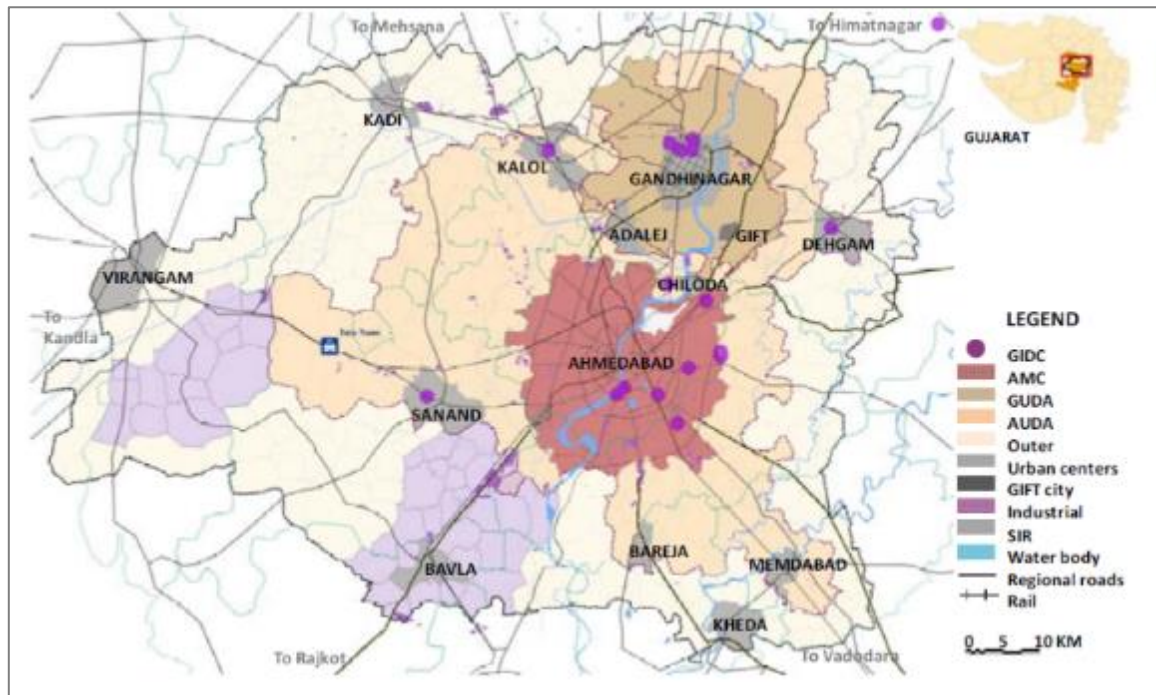 To Mehsana
To Himatnagar
KADI
KALOL
GANDHINAGAR
GUJARAT
ADALEJ
GIFT
DEHGAM
VIRANGAM
CHILODA
To
Kandla
AHMEDABAD
SANAND
BAREJA
BAVLA
MEMDABAD
KHEDA
To Rajkot
To Vadodara
LEGEND
GIDC
AMC
GUDA
AUDA
Outer
Urban centers
GIFT city
Industrial
SIR
Water body
Regional roads
Rail
0 5 10 KM